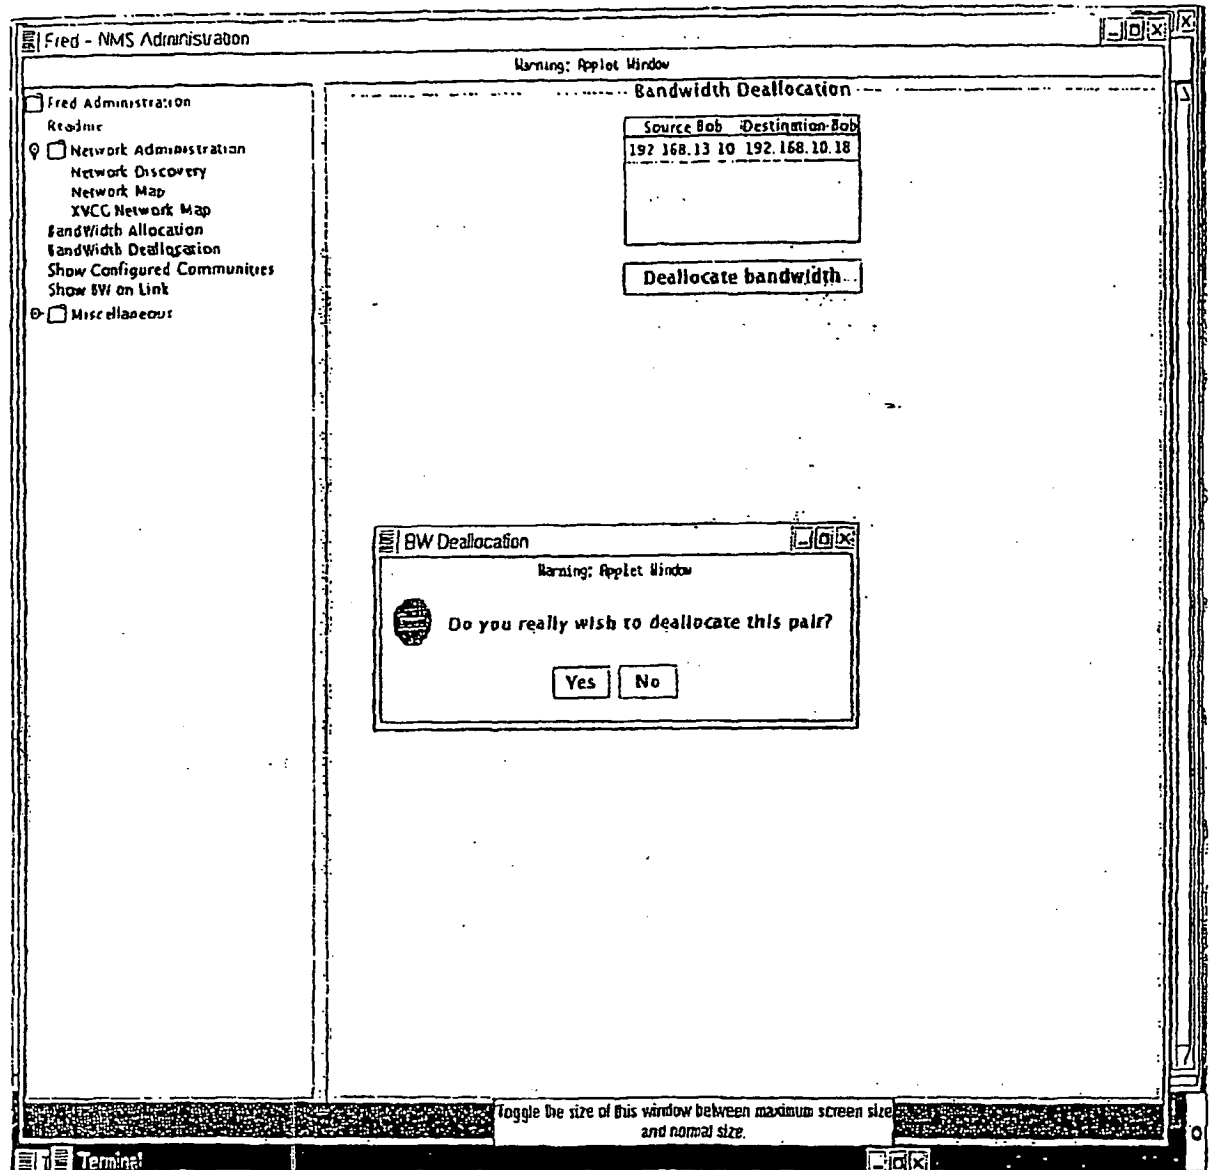 Fred - NMS Administration
Warning: Applet Window
Fred Administration
Readme
Network Administration
Network Discovery
Network Map
XVCG Network Map
BandWidth Allocation
BandWidth Deallocation
Show Configured Communities
Show BW on Link
Miscellaneous
Bandwidth Deallocation
Source Bob Destination Bob
192.168.13.10 192.168.10.18
Deallocate bandwidth
BW Deallocation
Warning: Applet Window
Do you really wish to deallocate this pair?
Yes No
Toggle the size of this window between maximum screen size
and normal size.
Terminal